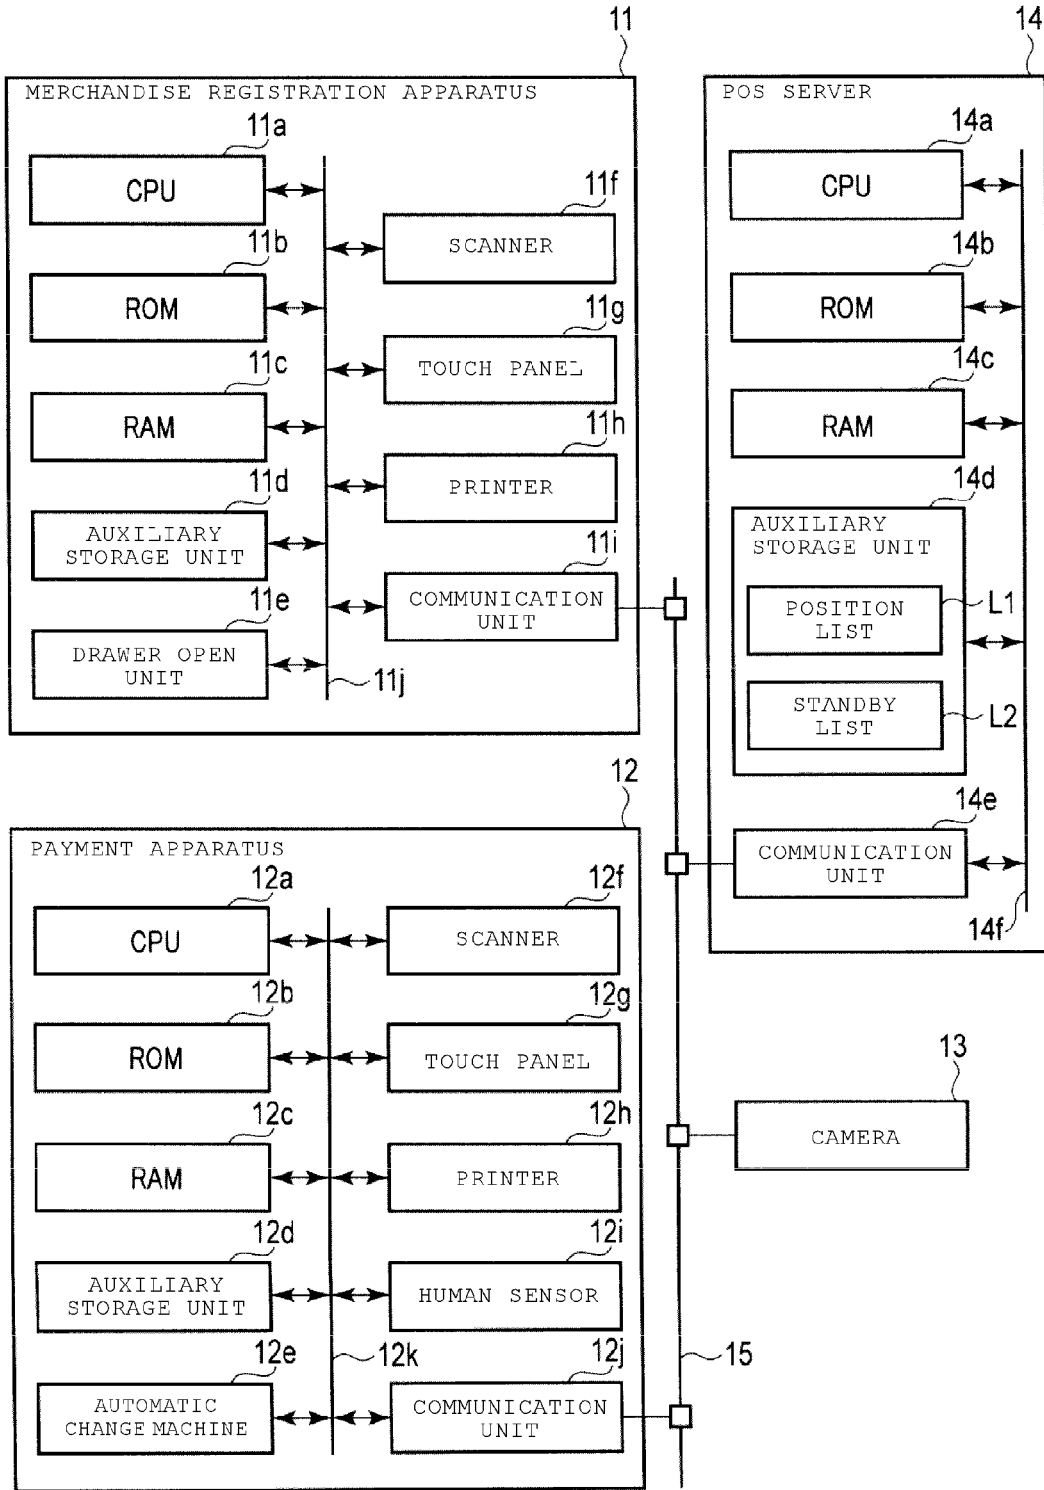 11
MERCHANDISE REGISTRATION APPARATUS
11a
CPU
11b
ROM
11c
RAM
11d
AUXILIARY
STORAGE UNIT
11e
DRAWER OPEN
UNIT
11f
SCANNER
11g
TOUCH PANEL
11h
PRINTER
11i
COMMUNICATION
UNIT
11j
14
POS SERVER
14a
CPU
14b
ROM
14c
RAM
14d
AUXILIARY
STORAGE UNIT
POSITION
LIST
L1
STANDBY
LIST
L2
14e
COMMUNICATION
UNIT
14f
12
PAYMENT APPARATUS
12a
CPU
12b
ROM
12c
RAM
12d
AUXILIARY
STORAGE UNIT
12e
AUTOMATIC
CHANGE MACHINE
12f
SCANNER
12g
TOUCH PANEL
12h
PRINTER
12i
HUMAN SENSOR
12j
COMMUNICATION
UNIT
12k
13
CAMERA
15